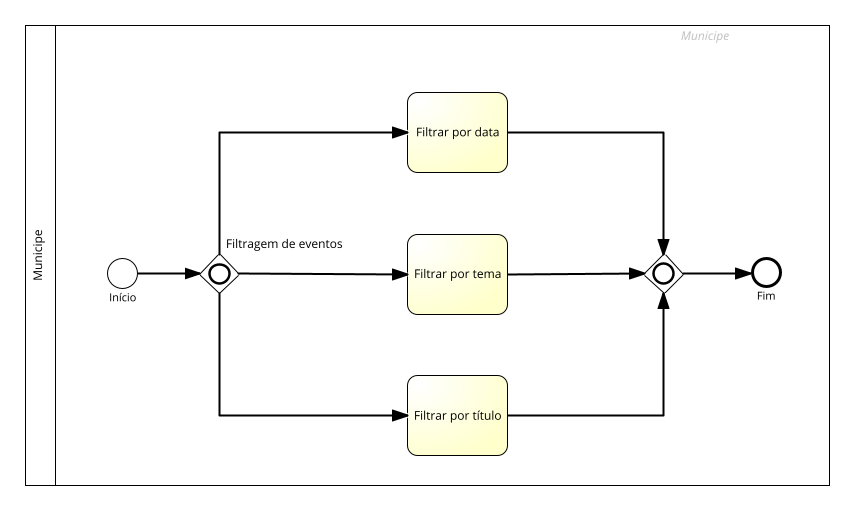 Municipe
Municipe
Filtrar por data
Filtragem de eventos
Início
Filtrar por tema
Fim
Filtrar por título